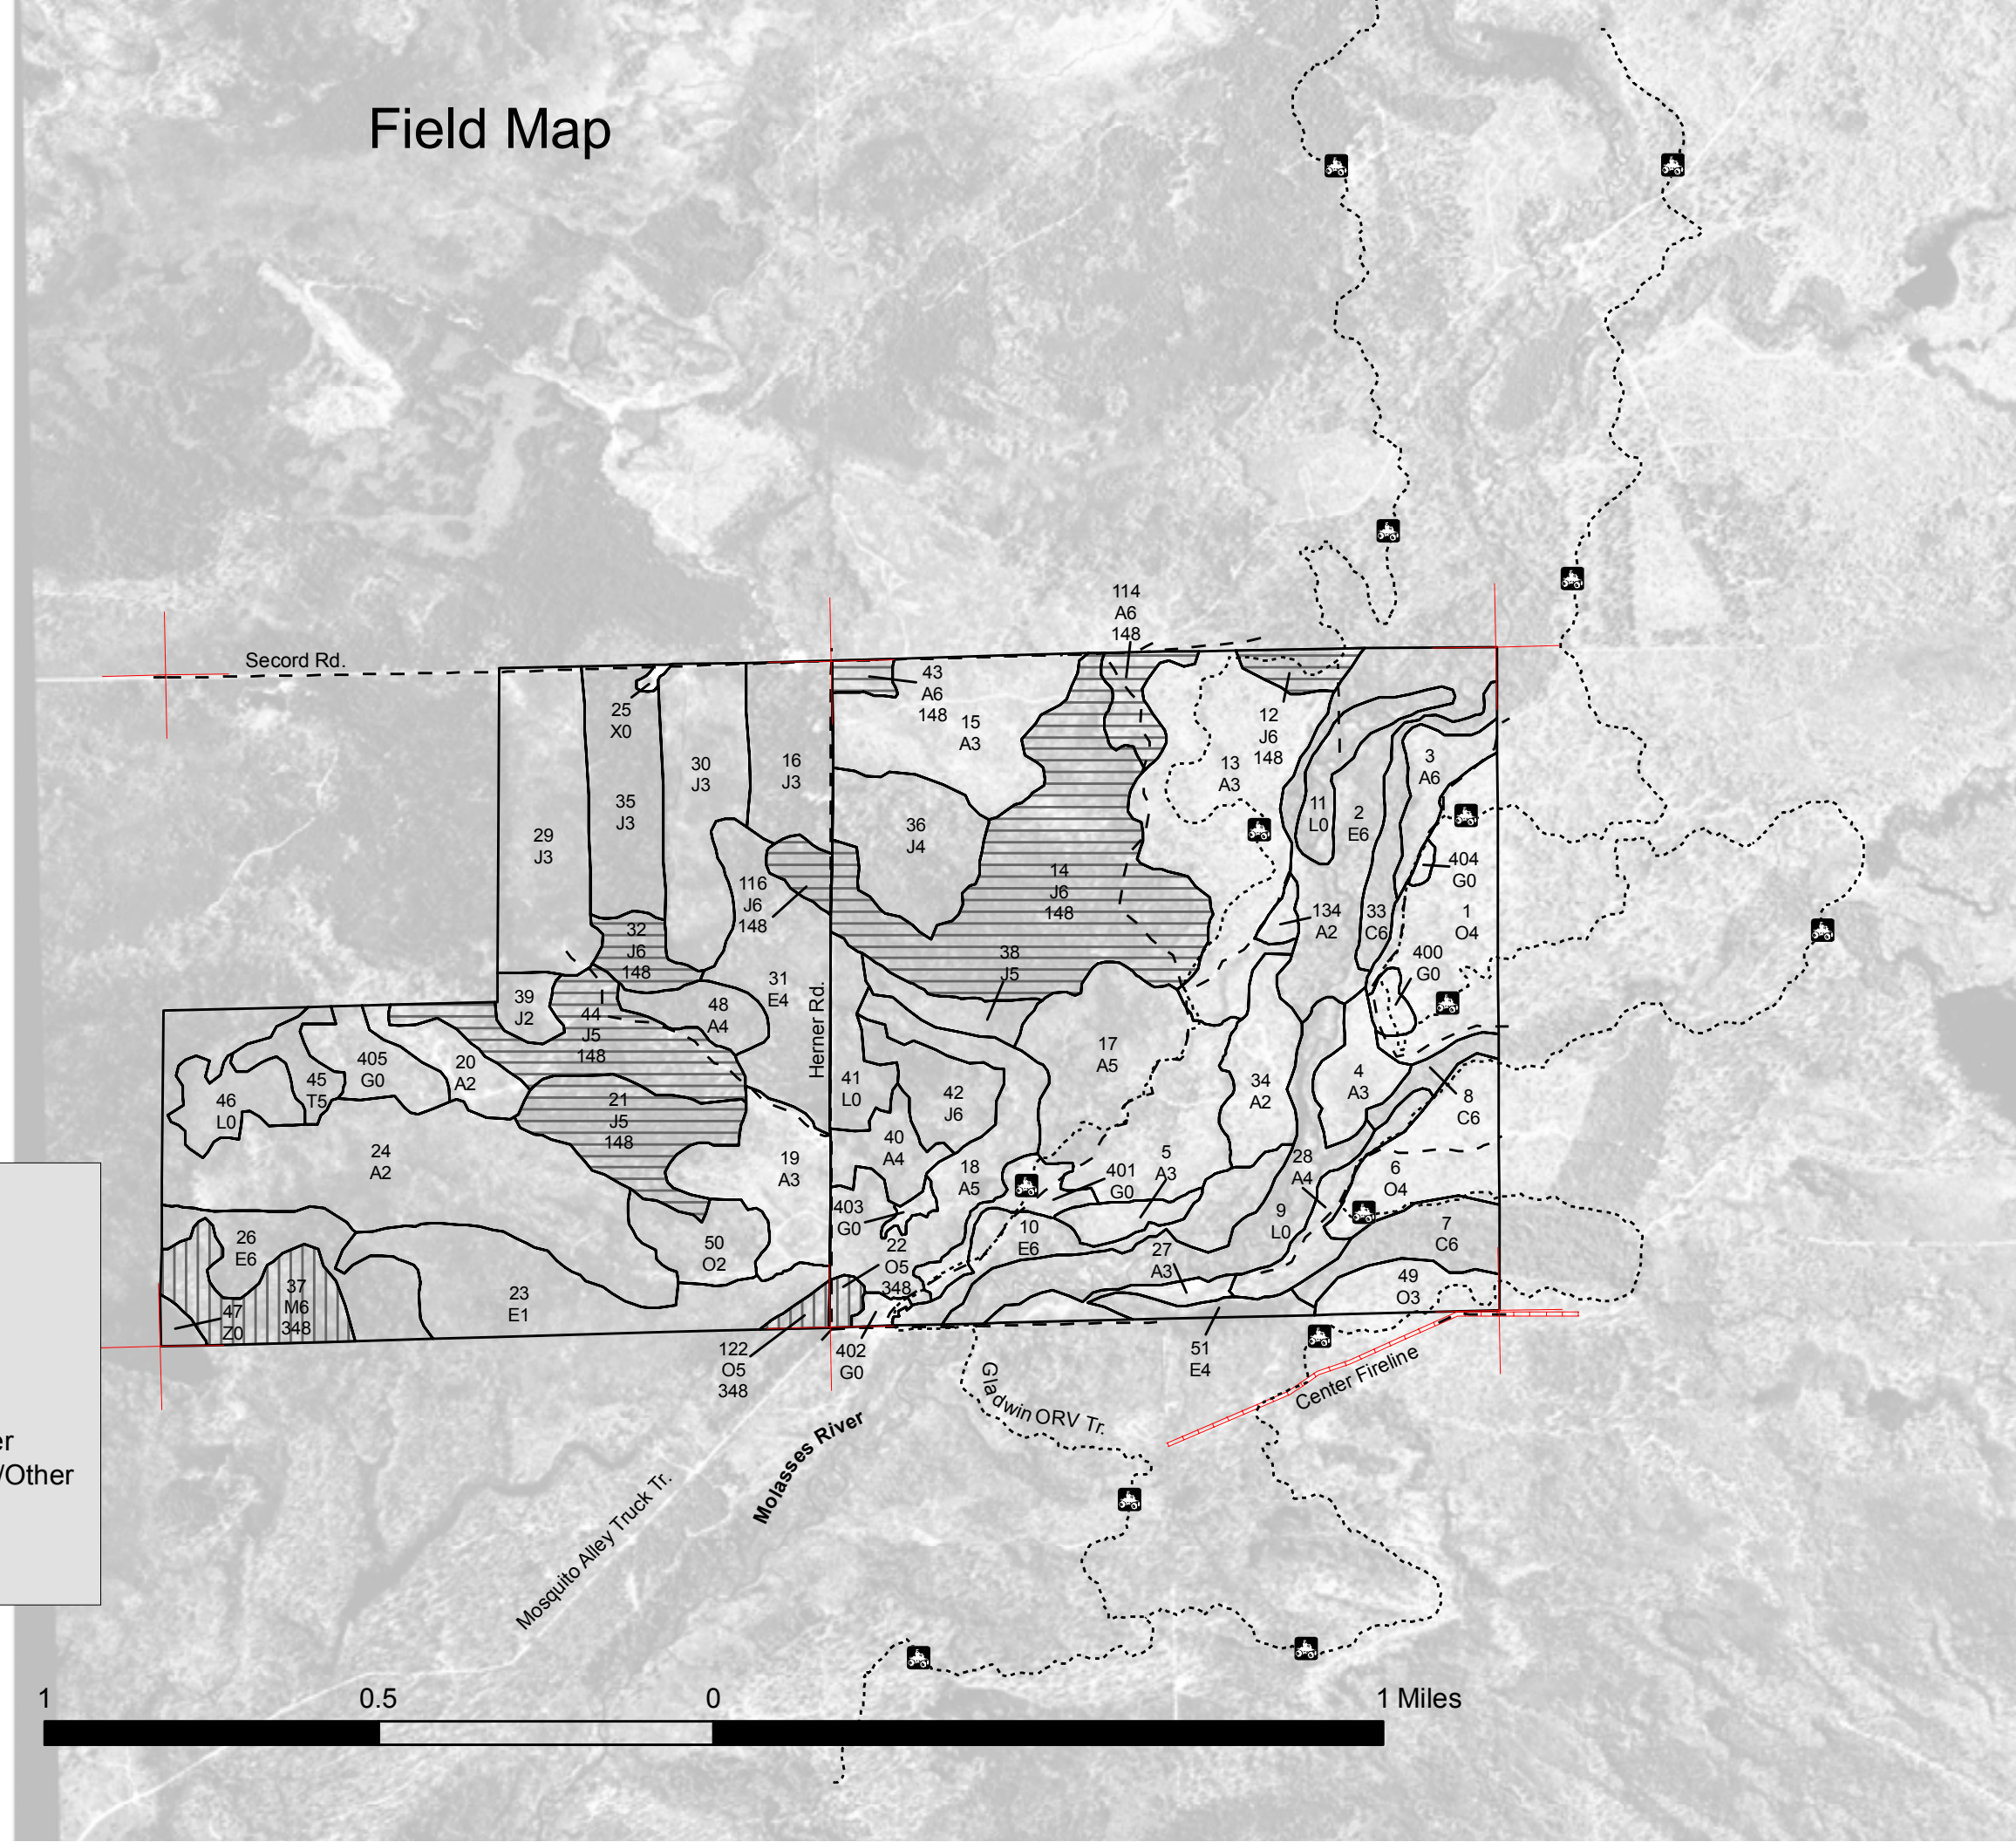 Field Map
114
A6
148
Secord Rd.
43
A6
148
25
X0
15
A3
12
J6
148
30
J3
16
J3
13
A3
3
A6
35
J3
36
J4
11
L0
2
E6
29
J3
404
G0
14
J6
148
116
J6
148
134
A2
33
C6
1
O4
32
J6
148
38
J5
400
G0
31
E4
39
J2
48
A4
44
J5
148
Herner Rd.
17
A5
405
G0
20
A2
45
T5
46
L0
41
L0
42
J6
34
A2
4
A3
8
C6
21
J5
148
40
A4
24
A2
19
A3
18
A5
5
A3
401
G0
28
A4
6
O4
403
G0
9
L0
7
C6
26
E6
50
O2
22
O5
348
10
E6
27
A3
49
O3
37
M6
348
23
E1
47
Z0
122
O5
348
402
G0
51
E4
Center Fireline
Gladwin ORV Tr.
Molasses River
Mosquito Alley Truck Tr.
er
/Other
1 0.5 0 1 Miles